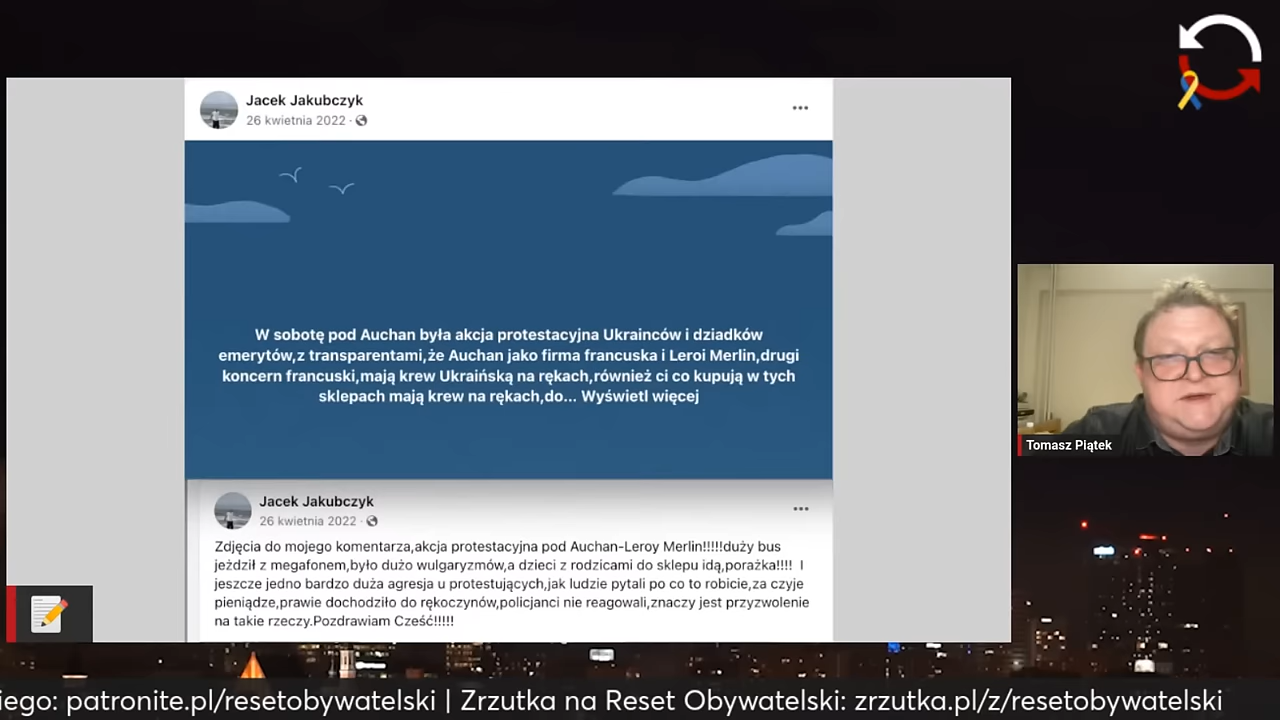 Jacek Jakubczyk
26 kwietnia 2022 ·
W sobotę pod Auchan była akcja protestacyjna Ukrainców i dziadków
emerytów,z transparentami,że Auchan jako firma francuska i Leroi Merlin,drugi
koncern francuski,mają krew Ukraińską na rękach,również ci co kupują w tych
sklepach mają krew na rękach,do... Wyświetl więcej
Jacek Jakubczyk
26 kwietnia 2022 ·
Zdjęcia do mojego komentarza,akcja protestacyjna pod Auchan-Leroy Merlin!!!!!duży bus
jeżdził z megafonem,było dużo wulgaryzmów,a dzieci z rodzicami do sklepu idą,porażka!!!! I
jeszcze jedno bardzo duża agresja u protestujących,jak ludzie pytali po co to robicie,za czyje
pieniądze,prawie dochodziło do rękoczynów,policjanci nie reagowali,znaczy jest przyzwolenie
na takie rzeczy.Pozdrawiam Cześć!!!!!
Tomasz Piątek
iego: patronite.pl/resetobywatelski | Zrzutka na Reset Obywatelski: zrzutka.pl/z/resetobywatelski